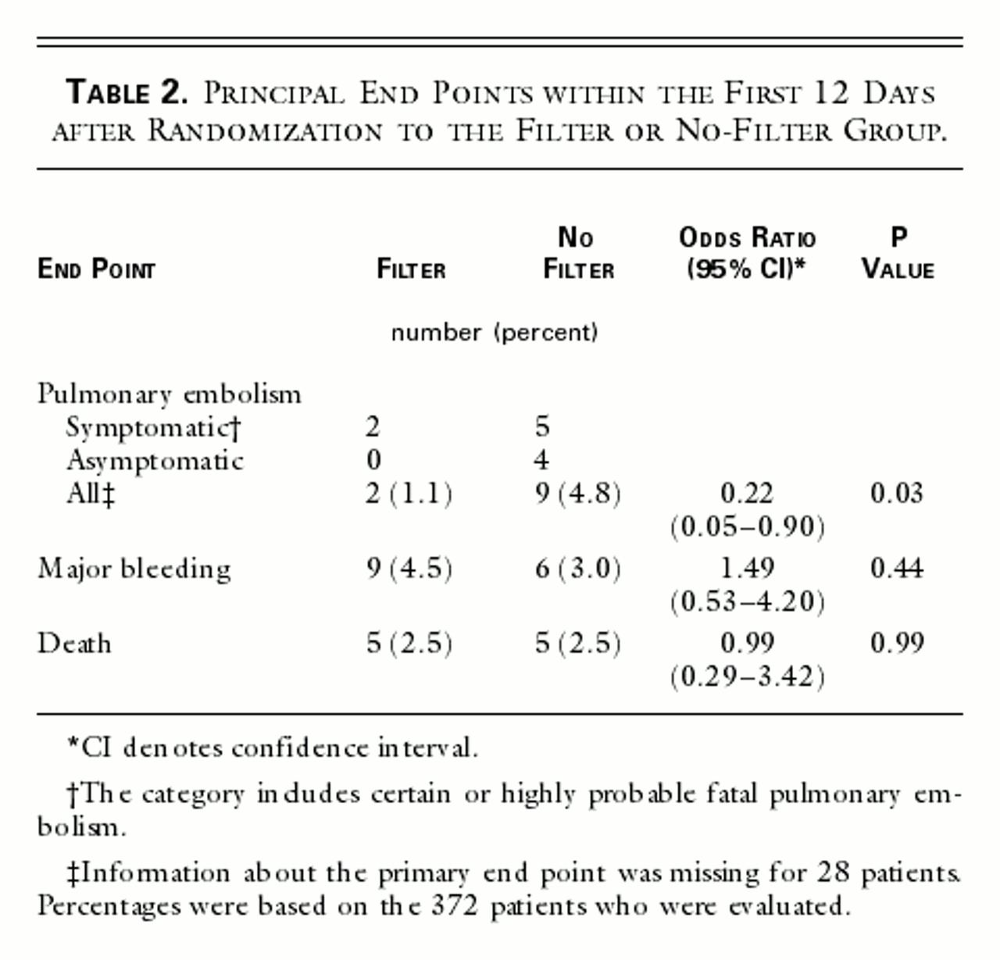 TABLE 2. PRINCIPAL END POINTS WITHIN THE FIRST 12 DAYS
AFTER RANDOMIZATION TO THE FILTER OR NO-FILTER GROUP.
END POINT FILTER NO FILTER ODDS RATIO (95% CI)* P VALUE
number (percent)
Pulmonary embolism
Symptomatic† 2 5
Asymptomatic 0 4
All‡ 2 (1.1) 9 (4.8) 0.22 0.03
(0.05–0.90)
Major bleeding 9 (4.5) 6 (3.0) 1.49 0.44
(0.53–4.20)
Death 5 (2.5) 5 (2.5) 0.99 0.99
(0.29–3.42)
*CI denotes confidence interval.
†The category includes certain or highly probable fatal pulmonary em-
bolism.
‡Information about the primary end point was missing for 28 patients.
Percentages were based on the 372 patients who were evaluated.